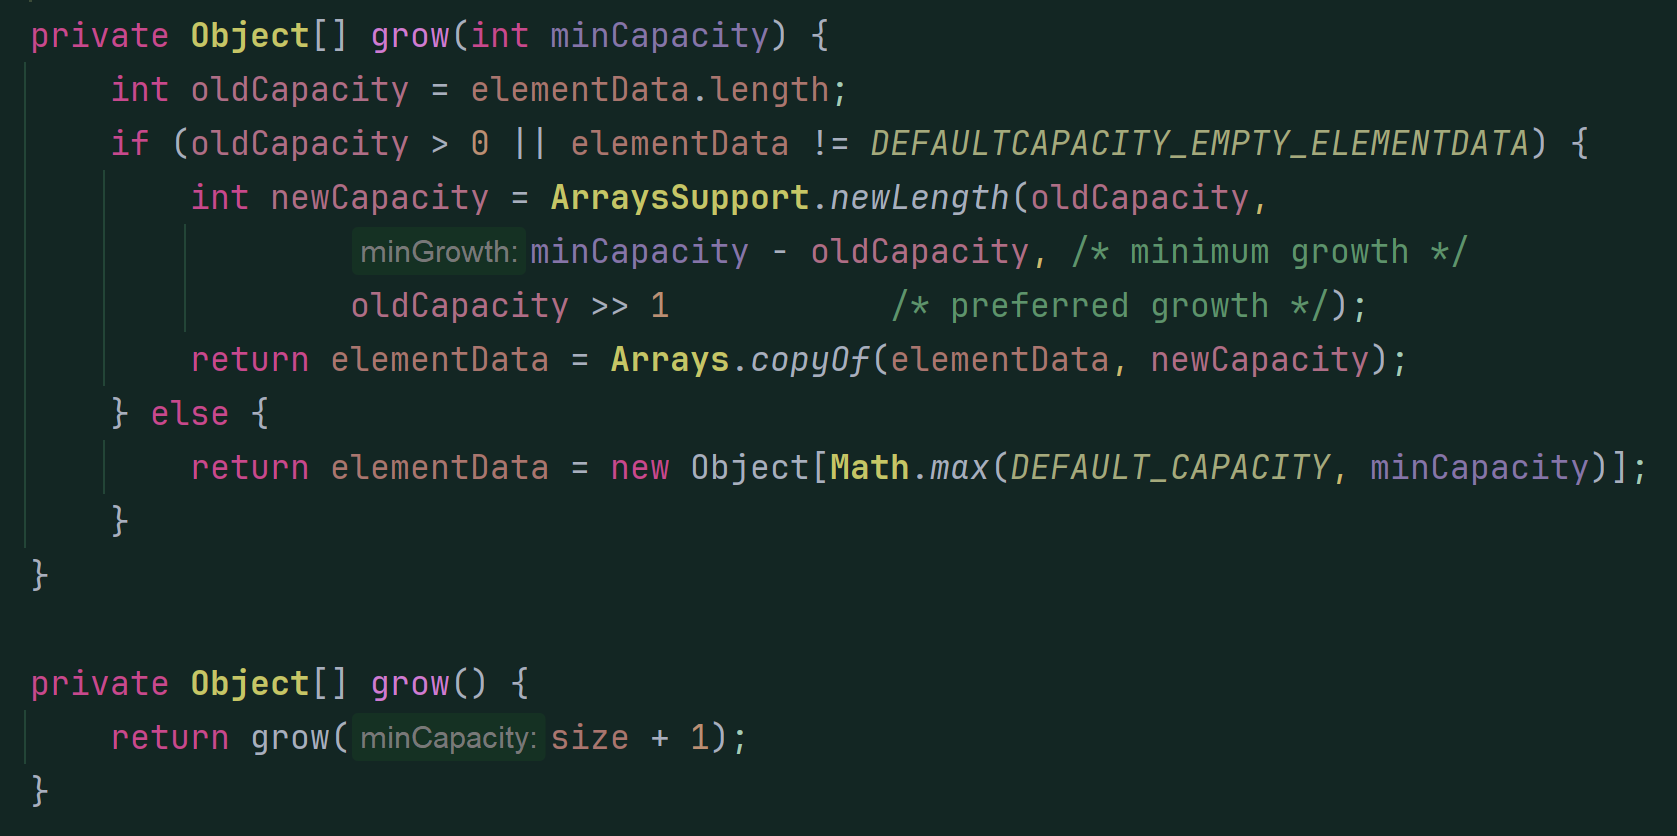 private Object[] grow(int minCapacity) {
    int oldCapacity = elementData.length;
    if (oldCapacity > 0 || elementData != DEFAULTCAPACITY_EMPTY_ELEMENTDATA) {
        int newCapacity = ArraysSupport.newLength(oldCapacity,
                minGrowth: minCapacity - oldCapacity, /* minimum growth */
                oldCapacity >> 1           /* preferred growth */);
        return elementData = Arrays.copyOf(elementData, newCapacity);
    } else {
        return elementData = new Object[Math.max(DEFAULT_CAPACITY, minCapacity)];
    }
}

private Object[] grow() {
    return grow( minCapacity: size + 1);
}